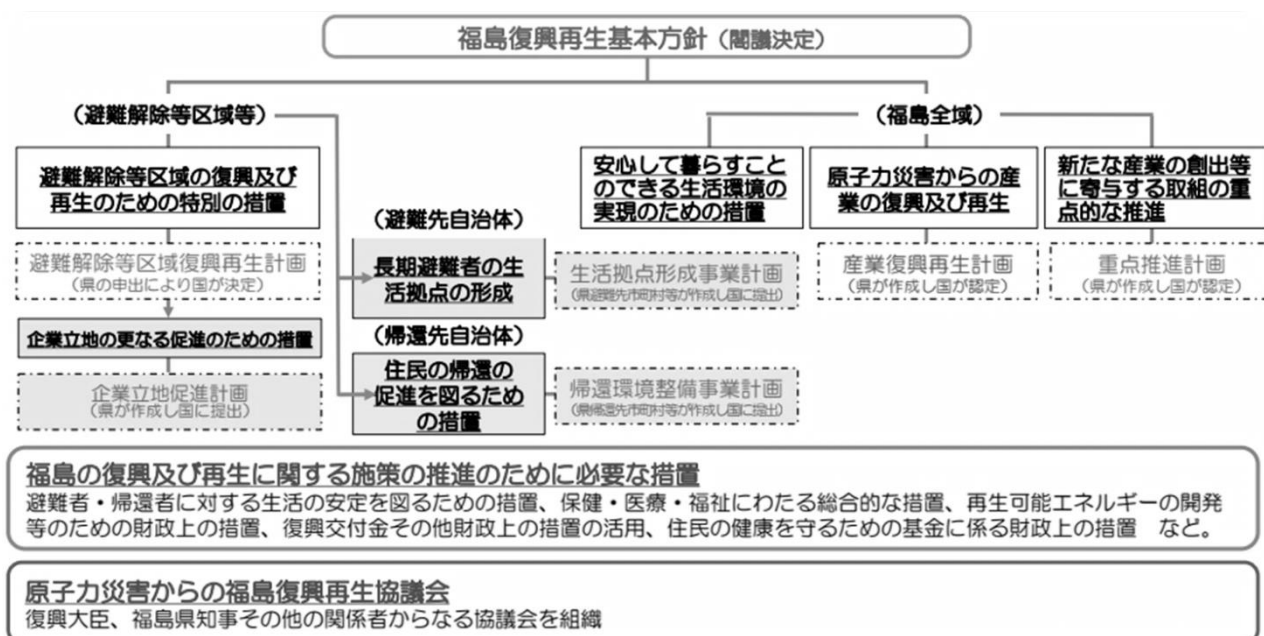 福島復興再生基本方針（閣議決定）
（避難解除等区域等）
避難解除等区域の復興及び
再生のための特別の措置
避難解除等区域復興再生計画
（県の申出により国が決定）
企業立地の更なる促進のための措置
企業立地促進計画
（県が作成し国に提出）
（避難先自治体）
長期避難者の生
活拠点の形成
生活拠点形成事業計画
（県避難先市町村等が作成し国に提出）
（帰還先自治体）
住民の帰還の
促進を図るため
の措置
帰還環境整備事業計画
（県帰還先市町村等が作成し国に提出）
（福島全域）
安心して暮らすこと
のできる生活環境の
実現のための措置
原子力災害からの産
業の復興及び再生
産業復興再生計画
（県が作成し国が認定）
新たな産業の創出等
に寄与する取組の重
点的な推進
重点推進計画
（県が作成し国が認定）
福島の復興及び再生に関する施策の推進のために必要な措置
避難者・帰還者に対する生活の安定を図るための措置、保健・医療・福祉にわたる総合的な措置、再生可能エネルギーの開発
等のための財政上の措置、復興交付金その他財政上の措置の活用、住民の健康を守るための基金に係る財政上の措置　など。
原子力災害からの福島復興再生協議会
復興大臣、福島県知事その他の関係者からなる協議会を組織